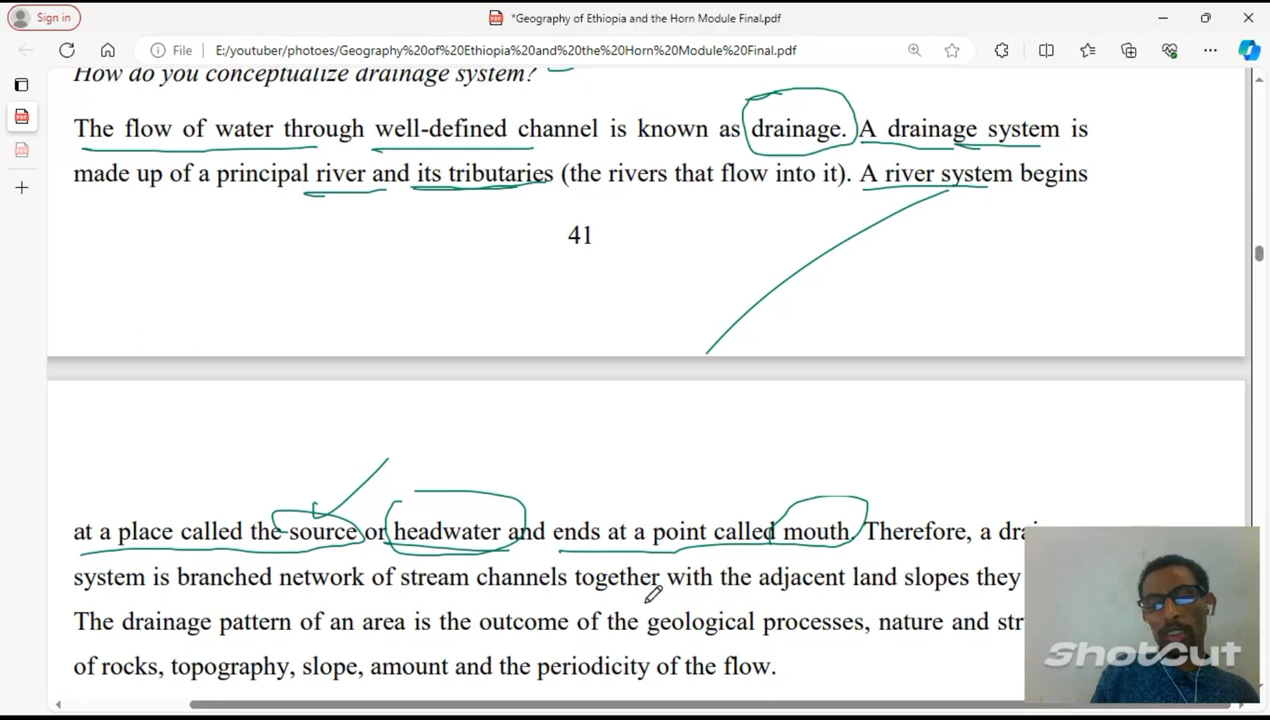 Sign in
*Geography of Ethiopia and the Horn Module Final.pdf
File
E:/youtuber/photoes/Geography%20of%20Ethiopia%20and%20the%20Horn%20Module%20Final.pdf
How do you conceptualize drainage system?
The flow of water through well-defined channel is known as drainage. A drainage system is
made up of a principal river and its tributaries (the rivers that flow into it). A river system begins
41
at a place called the source or headwater and ends at a point called mouth. Therefore, a
system is branched network of stream channels together with the adjacent land slopes they
The drainage pattern of an area is the outcome of the geological processes, nature and
of rocks, topography, slope, amount and the periodicity of the flow.
ShotCut